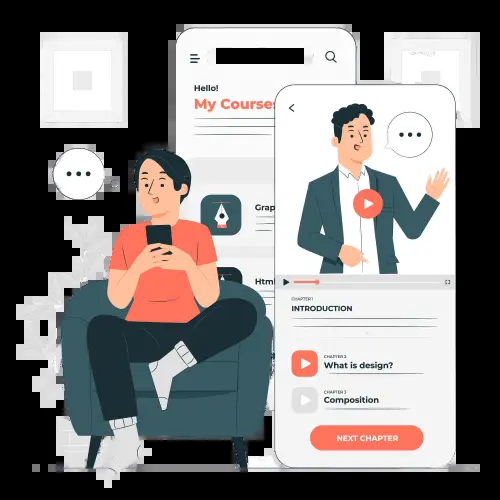 Hello!
My Courses
Grap
Html
CHAPTER 1
INTRODUCTION
CHAPTER 2
What is design?
CHAPTER 3
Composition
NEXT CHAPTER